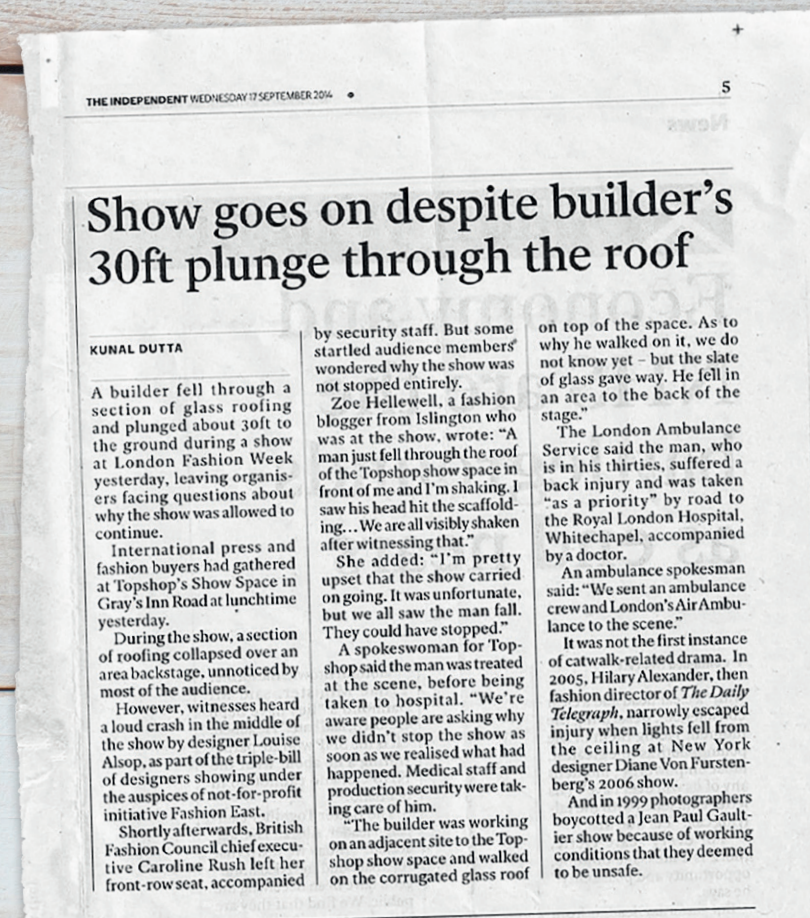 THE INDEPENDENT WEDNESDAY 17 SEPTEMBER 2014
5
News
Show goes on despite builder's
30ft plunge through the roof
KUNAL DUTTA
A builder fell through a
section of glass roofing
and plunged about 30ft to
the ground during a show
at London Fashion Week
yesterday, leaving organis-
ers facing questions about
why the show was allowed to
continue.
International press and
fashion buyers had gathered
at Topshop's Show Space in
Gray's Inn Road at lunchtime
yesterday.
During the show, a section
of roofing collapsed over an
area backstage, unnoticed by
most of the audience.
However, witnesses heard
a loud crash in the middle of
the show by designer Louise
Alsop, as part of the triple-bill
of designers showing under
the auspices of not-for-profit
initiative Fashion East.
Shortly afterwards, British
Fashion Council chief execu-
tive Caroline Rush left her
front-row seat, accompanied
by security staff. But some
startled audience members
wondered why the show was
not stopped entirely.
Zoe Hellewell, a fashion
blogger from Islington who
was at the show, wrote: “A
man just fell through the roof
of the Topshop show space in
front of me and I'm shaking. I
saw his head hit the scaffold-
ing... We are all visibly shaken
after witnessing that.”
She added: “I'm pretty
upset that the show carried
on going. It was unfortunate,
but we all saw the man fall.
They could have stopped.”
A spokeswoman for Top-
shop said the man was treated
at the scene, before being
taken to hospital. “We're
aware people are asking why
we didn't stop the show as
soon as we realised what had
happened. Medical staff and
production security were tak-
ing care of him.
“The builder was working
on an adjacent site to the Top-
shop show space and walked
on the corrugated glass roof
on top of the space. As to
why he walked on it, we do
not know yet – but the slate
of glass gave way. He fell in
an area to the back of the
stage.”
The London Ambulance
Service said the man, who
is in his thirties, suffered a
back injury and was taken
“as a priority” by road to
the Royal London Hospital,
Whitechapel, accompanied
by a doctor.
An ambulance spokesman
said: “We sent an ambulance
crew and London's Air Ambu-
lance to the scene.”
It was not the first instance
of catwalk-related drama. In
2005, Hilary Alexander, then
fashion director of The Daily
Telegraph, narrowly escaped
injury when lights fell from
the ceiling at New York
designer Diane Von Fursten-
berg's 2006 show.
And in 1999 photographers
boycotted a Jean Paul Gault-
ier show because of working
conditions that they deemed
to be unsafe.